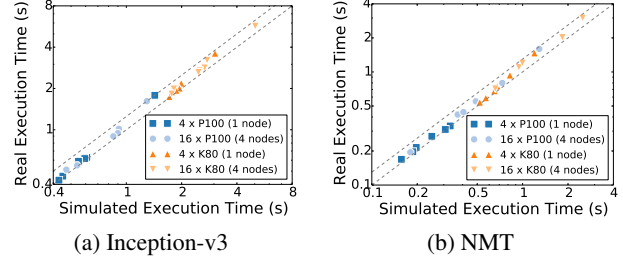 Real Execution Time (s)
8
4
2
1
0.4
4 x P100 (1 node)
16 x P100 (4 nodes)
4 x K80 (1 node)
16 x K80 (4 nodes)
0.4 1 2 4 8
Simulated Execution Time (s)
(a) Inception-v3
Real Execution Time (s)
4
2
1
0.5
0.2
0.1
4 x P100 (1 node)
16 x P100 (4 nodes)
4 x K80 (1 node)
16 x K80 (4 nodes)
0.1 0.2 0.5 1 2 4
Simulated Execution Time (s)
(b) NMT